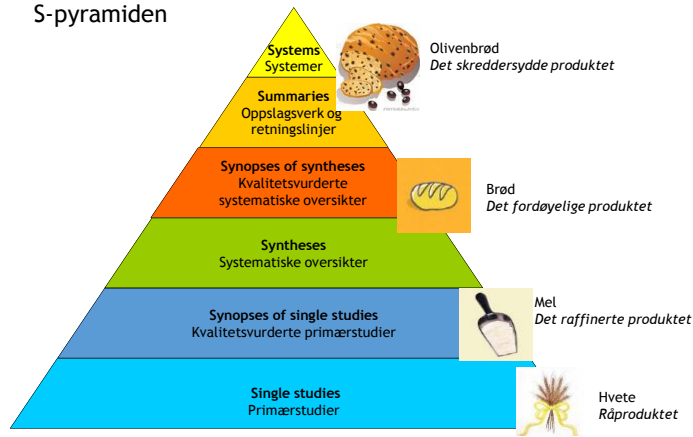 S-pyramiden
Systems
Systemer
Olivenbrød
Det skreddersydde produktet
Summaries
Oppslagsverk og
retningslinjer
Synopses of syntheses
Kvalitetsvurderte
systematiske oversikter
Brød
Det fordøyelige produktet
Syntheses
Systematiske oversikter
Synopses of single studies
Kvalitetsvurderte primærstudier
Mel
Det raffinerte produktet
Single studies
Primærstudier
Hvete
Råproduktet